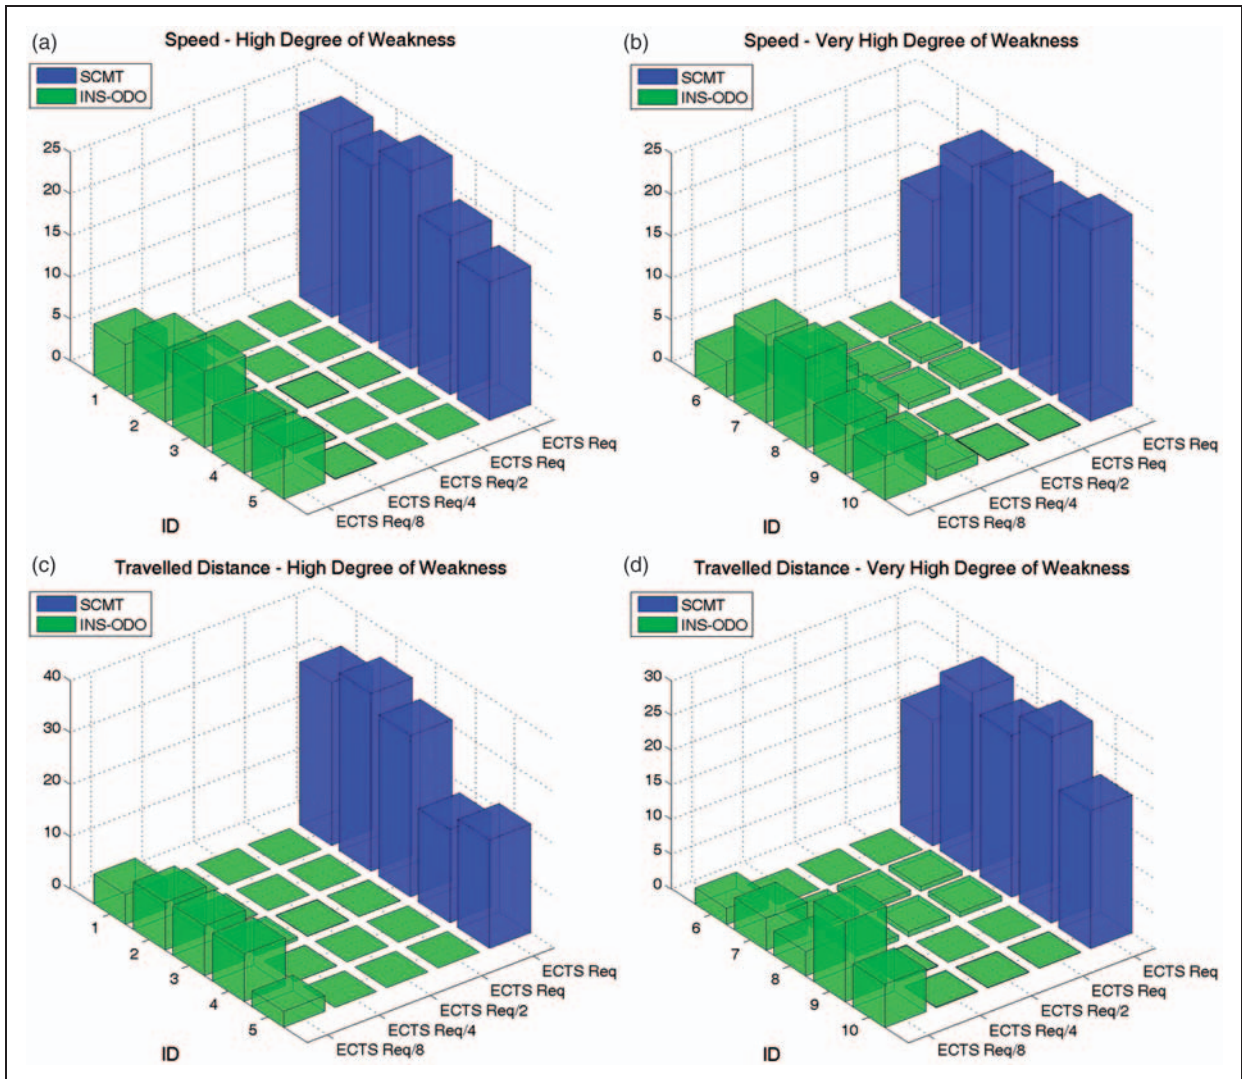 (a)
Speed - High Degree of Weakness
SCMT
INS-ODO
25
20
15
10
5
0
1
2
3
4
5
ID
ECTS Req
ECTS Req
ECTS Req/2
ECTS Req/4
ECTS Req/8
(b)
Speed - Very High Degree of Weakness
SCMT
INS-ODO
25
20
15
10
5
0
6
7
8
9
10
ID
ECTS Req
ECTS Req
ECTS Req/2
ECTS Req/4
ECTS Req/8
(c)
Travelled Distance - High Degree of Weakness
SCMT
INS-ODO
40
30
20
10
0
1
2
3
4
5
ID
ECTS Req
ECTS Req
ECTS Req/2
ECTS Req/4
ECTS Req/8
(d)
Travelled Distance - Very High Degree of Weakness
SCMT
INS-ODO
30
25
20
15
10
5
0
6
7
8
9
10
ID
ECTS Req
ECTS Req
ECTS Req/2
ECTS Req/4
ECTS Req/8